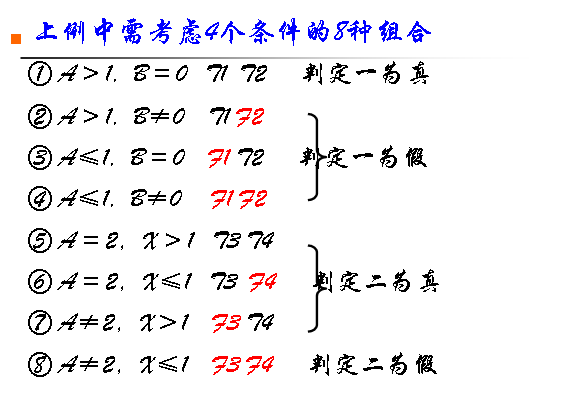 上例中需考虑4个条件的8种组合
① A>1, B=0 T1 T2 判定一为真
② A>1, B≠0 T1 F2
③ A≤1, B=0 F1 T2 判定一为假
④ A≤1, B≠0 F1 F2
⑤ A=2, X>1 T3 T4
⑥ A=2, X≤1 T3 F4 判定二为真
⑦ A≠2, X>1 F3 T4
⑧ A≠2, X≤1 F3 F4 判定二为假